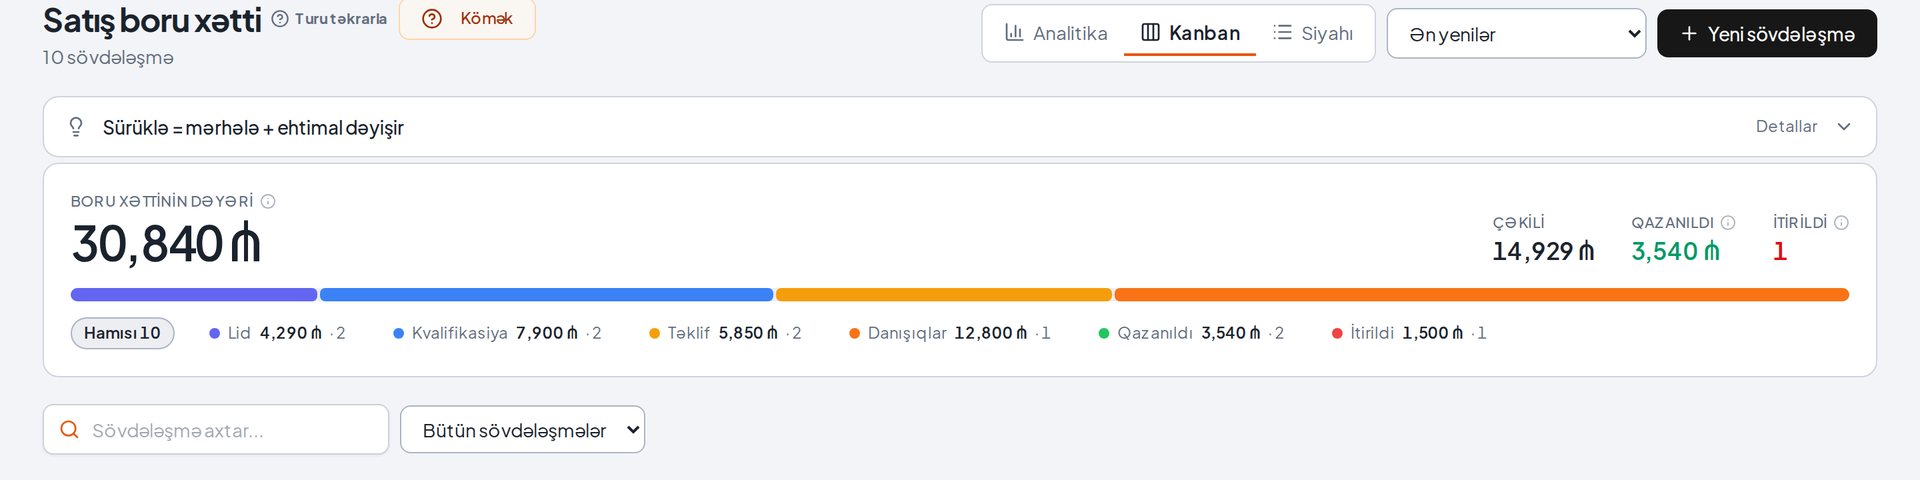 Satış boru xətti Turu təkrarla Kömək
10 sövdələşmə
Analitika Kanban Siyahı Ən yenilər + Yeni sövdələşmə
Sürüklə = mərhələ + ehtimal dəyişir Detallar
BORU XƏTTİNİN DƏYƏRİ
30,840 ₼
ÇƏKİLİ QAZANILDI İTİRİLDİ
14,929 ₼ 3,540 ₼ 1
Hamısı 10 Lid 4,290 ₼ · 2 Kvalifikasiya 7,900 ₼ · 2 Təklif 5,850 ₼ · 2 Danışıqlar 12,800 ₼ · 1 Qazanıldı 3,540 ₼ · 2 İtirildi 1,500 ₼ · 1
Sövdələşmə axtar... Bütün sövdələşmələr